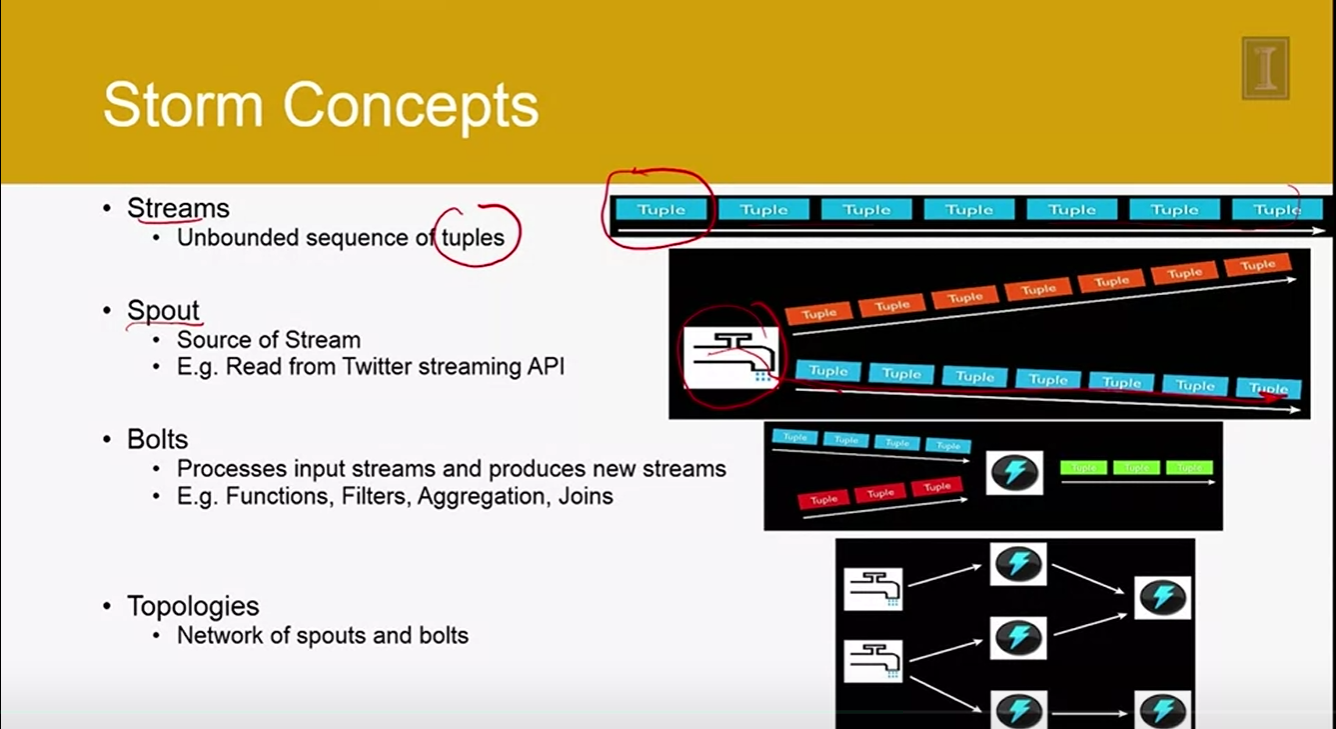 Storm Concepts
I
• Streams
• Unbounded sequence of tuples
Tuple Tuple Tuple Tuple Tuple Tuple Tuple
• Spout
• Source of Stream
• E.g. Read from Twitter streaming API
Tuple Tuple Tuple Tuple Tuple Tuple Tuple
Tuple Tuple Tuple Tuple Tuple Tuple Tuple
• Bolts
• Processes input streams and produces new streams
• E.g. Functions, Filters, Aggregation, Joins
Tuple Tuple Tuple Tuple
Tuple Tuple Tuple
Tuple Tuple Tuple
• Topologies
• Network of spouts and bolts